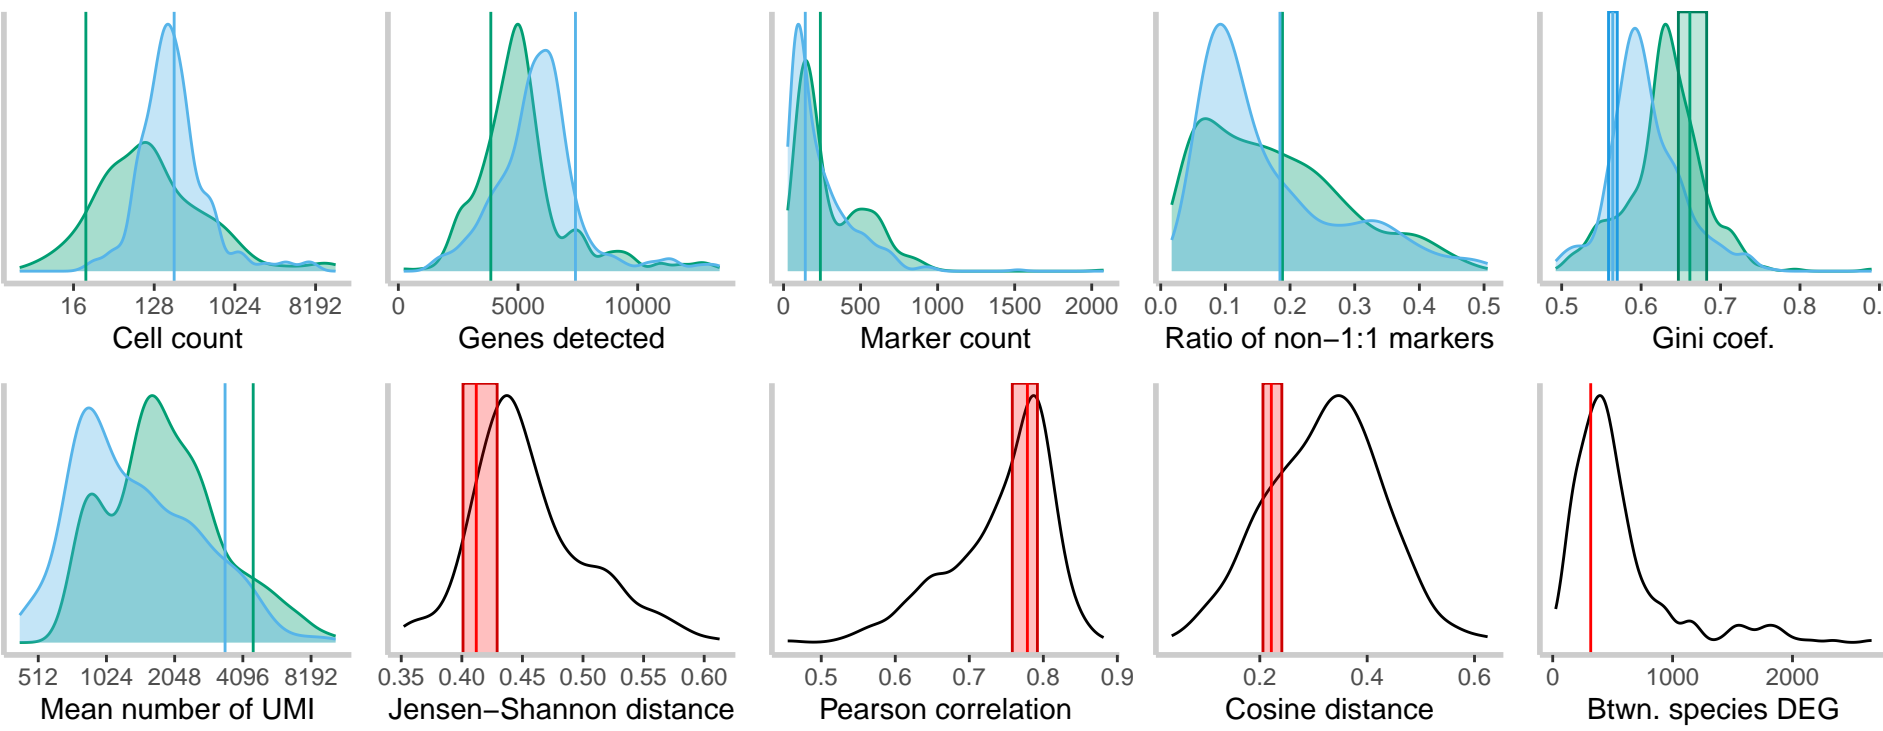 16 128 1024 8192
Cell count
0 5000 10000
Genes detected
0 500 1000 1500 2000
Marker count
0.0 0.1 0.2 0.3 0.4 0.5
Ratio of non−1:1 markers
0.5 0.6 0.7 0.8 0.
Gini coef.
512 1024 2048 4096 8192
Mean number of UMI
0.35 0.40 0.45 0.50 0.55 0.60
Jensen−Shannon distance
0.5 0.6 0.7 0.8 0.9
Pearson correlation
0.2 0.4 0.6
Cosine distance
0 1000 2000
Btwn. species DEG